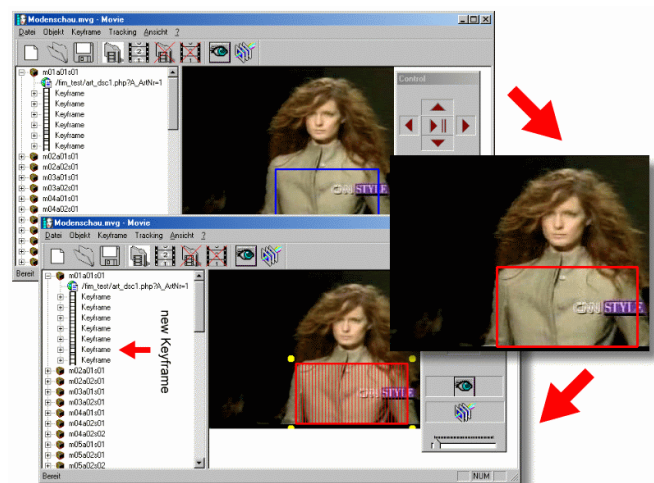 Modenschau.mvg - Movie
Datei Objekt Keyframe Tracking Ansicht ?
m01a01s01
/fim_test/art_dsc1.php?A_ArtNr=1
Keyframe
Keyframe
Keyframe
Keyframe
Keyframe
m02a01s01
m02a02s01
m03a01s01
m03a02s01
m04a01s01
m04a02s01
Bereit
Control
CNN STYLE
CNN STYLE
Modenschau.mvg - Movie
Datei Objekt Keyframe Tracking Ansicht ?
m01a01s01
/fim_test/art_dsc1.php?A_ArtNr=1
Keyframe
Keyframe
Keyframe
Keyframe
Keyframe
Keyframe
new Keyframe
m02a01s01
m02a02s01
m03a01s01
m03a02s01
m04a01s01
m04a02s01
m04a02s02
m05a01s01
m05a02s01
m05a02s02
CNN STYLE
Bereit
NUM